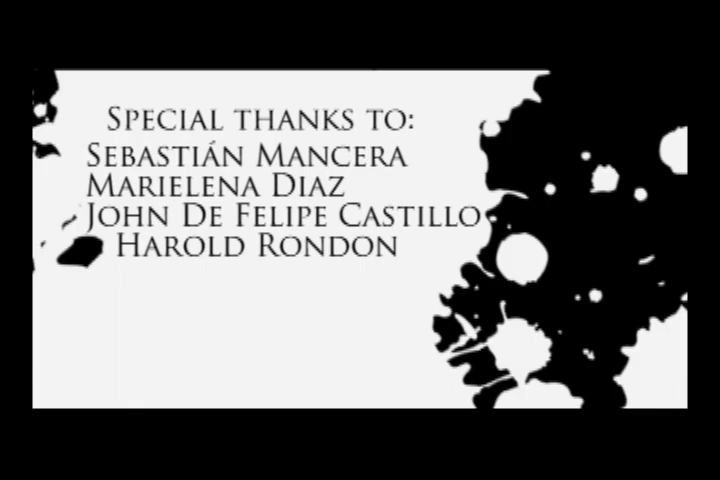 Special thanks to:
Sebastián Mancera
Marielena Diaz
John De Felipe Castillo
Harold Rondon